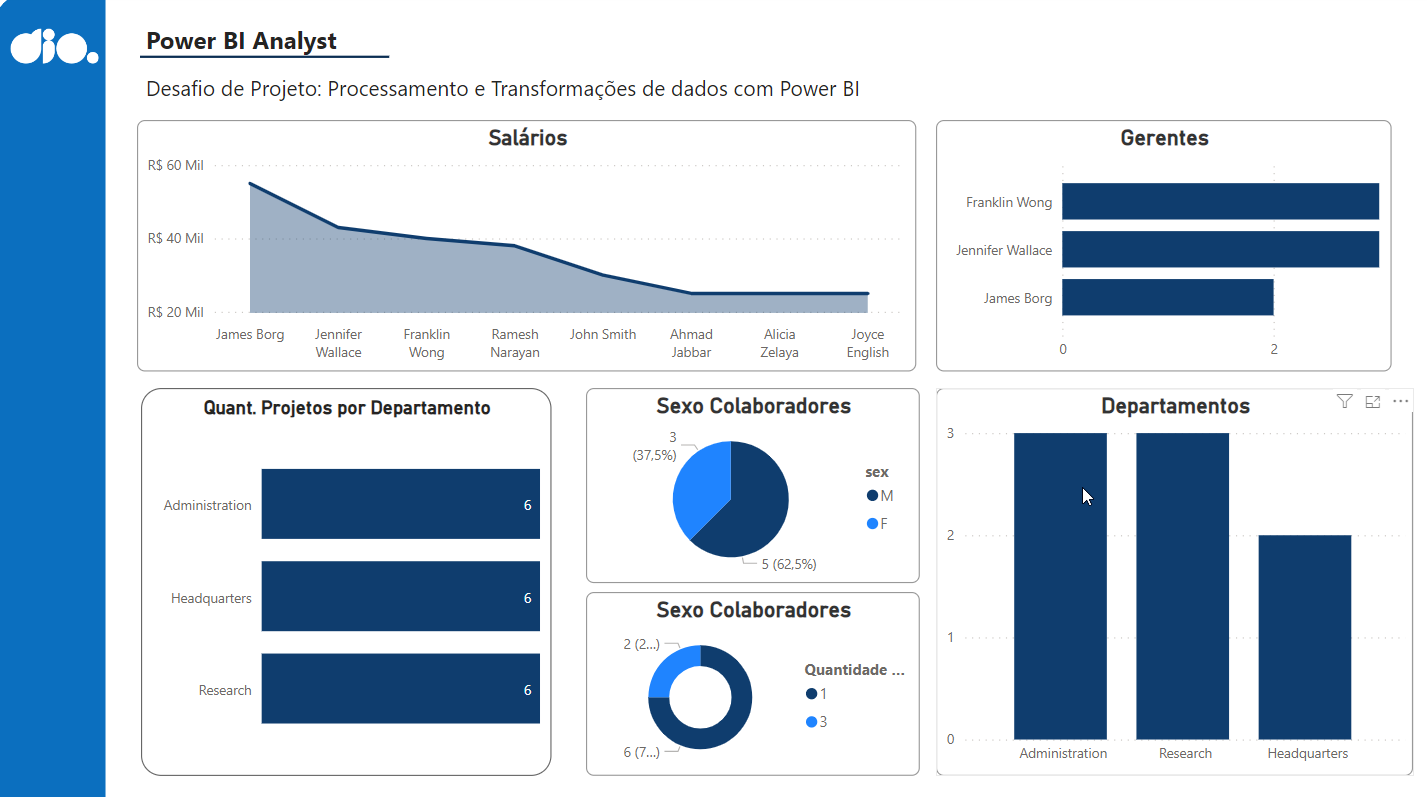 dio.
Power BI Analyst
Desafio de Projeto: Processamento e Transformações de dados com Power BI
Salários
R$ 60 Mil
R$ 40 Mil
R$ 20 Mil
James Borg
Jennifer
Wallace
Franklin
Wong
Ramesh
Narayan
John Smith
Ahmad
Jabbar
Alicia
Zelaya
Joyce
English
Gerentes
Franklin Wong
Jennifer Wallace
James Borg
0
2
Quant. Projetos por Departamento
Administration
6
Headquarters
6
Research
6
Sexo Colaboradores
3
(37,5%)
5 (62,5%)
sex
M
F
Sexo Colaboradores
2 (2...)
6 (7...)
Quantidade ...
1
3
Departamentos
3
2
1
0
Administration
Research
Headquarters